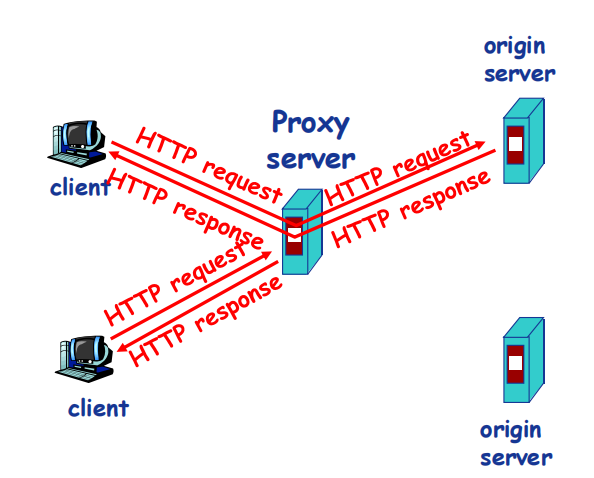 origin
server
Proxy
server
client
HTTP request
HTTP response
HTTP request
HTTP response
HTTP request
HTTP response
client
origin
server